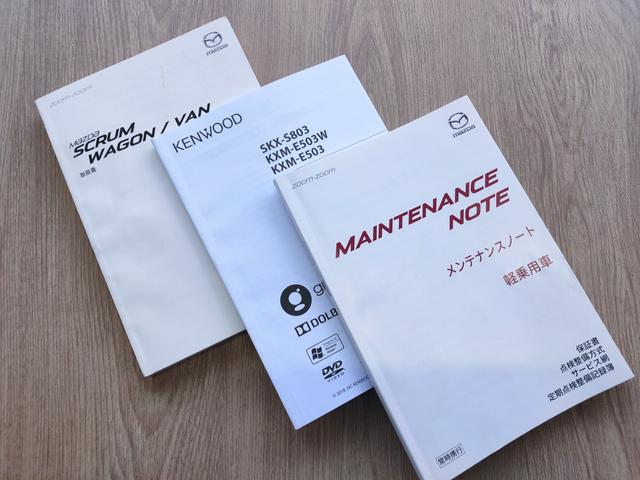 zoom-zoom
mazda
Mazda
SCRUM
WAGON / VAN
取扱書
KENWOOD
SKX-S803
KXM-E503W
KXM-E503
DOLB
DVD
VIDEO
zoom-zoom
mazda
MAINTENANCE
NOTE
メンテナンスノート
軽乗用車
保証書
点検整備方式
サービス網
定期点検整備記録簿
常時携行